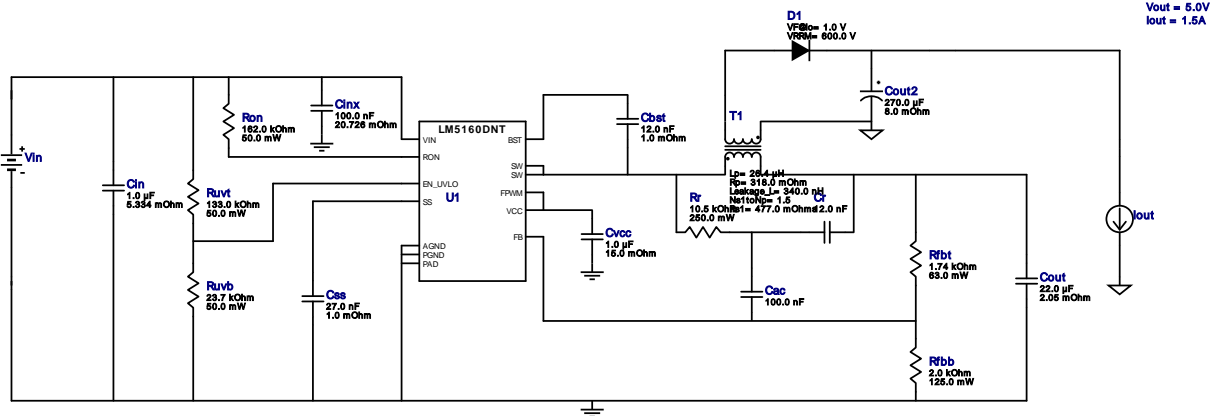 Vout = 5.0V
Iout = 1.5A
D1
VRRM= 600.0 V
Cout2
270.0 µF
8.0 mOhm
T1
Cinx
100.0 nF
20.726 mOhm
Ron
162.0 kOhm
50.0 mW
LM5160DNT
Cbst
12.0 nF
1.0 mOhm
VIN
BST
RON
SW
SW
Vin
+
-
Cin
1.0 µF
5.334 mOhm
Ruvt
133.0 kOhm
50.0 mW
EN_UVLO
U1
FPWM
SS
VCC
FB
AGND
PGND
PAD
Lp= 26.4 µH
Rp= 318.0 mOhm
Leakage_L= 340.0 nH
Ns1toNp= 1.5
Rs1= 477.0 mOhms
Rr
10.5 kOhm
250.0 mW
Cr
12.0 nF
Iout
Cvcc
1.0 µF
15.0 mOhm
Rfbt
1.74 kOhm
63.0 mW
Cout
22.0 µF
2.05 mOhm
Ruvb
23.7 kOhm
50.0 mW
Css
27.0 nF
1.0 mOhm
Cac
100.0 nF
Rfbb
2.0 kOhm
125.0 mW